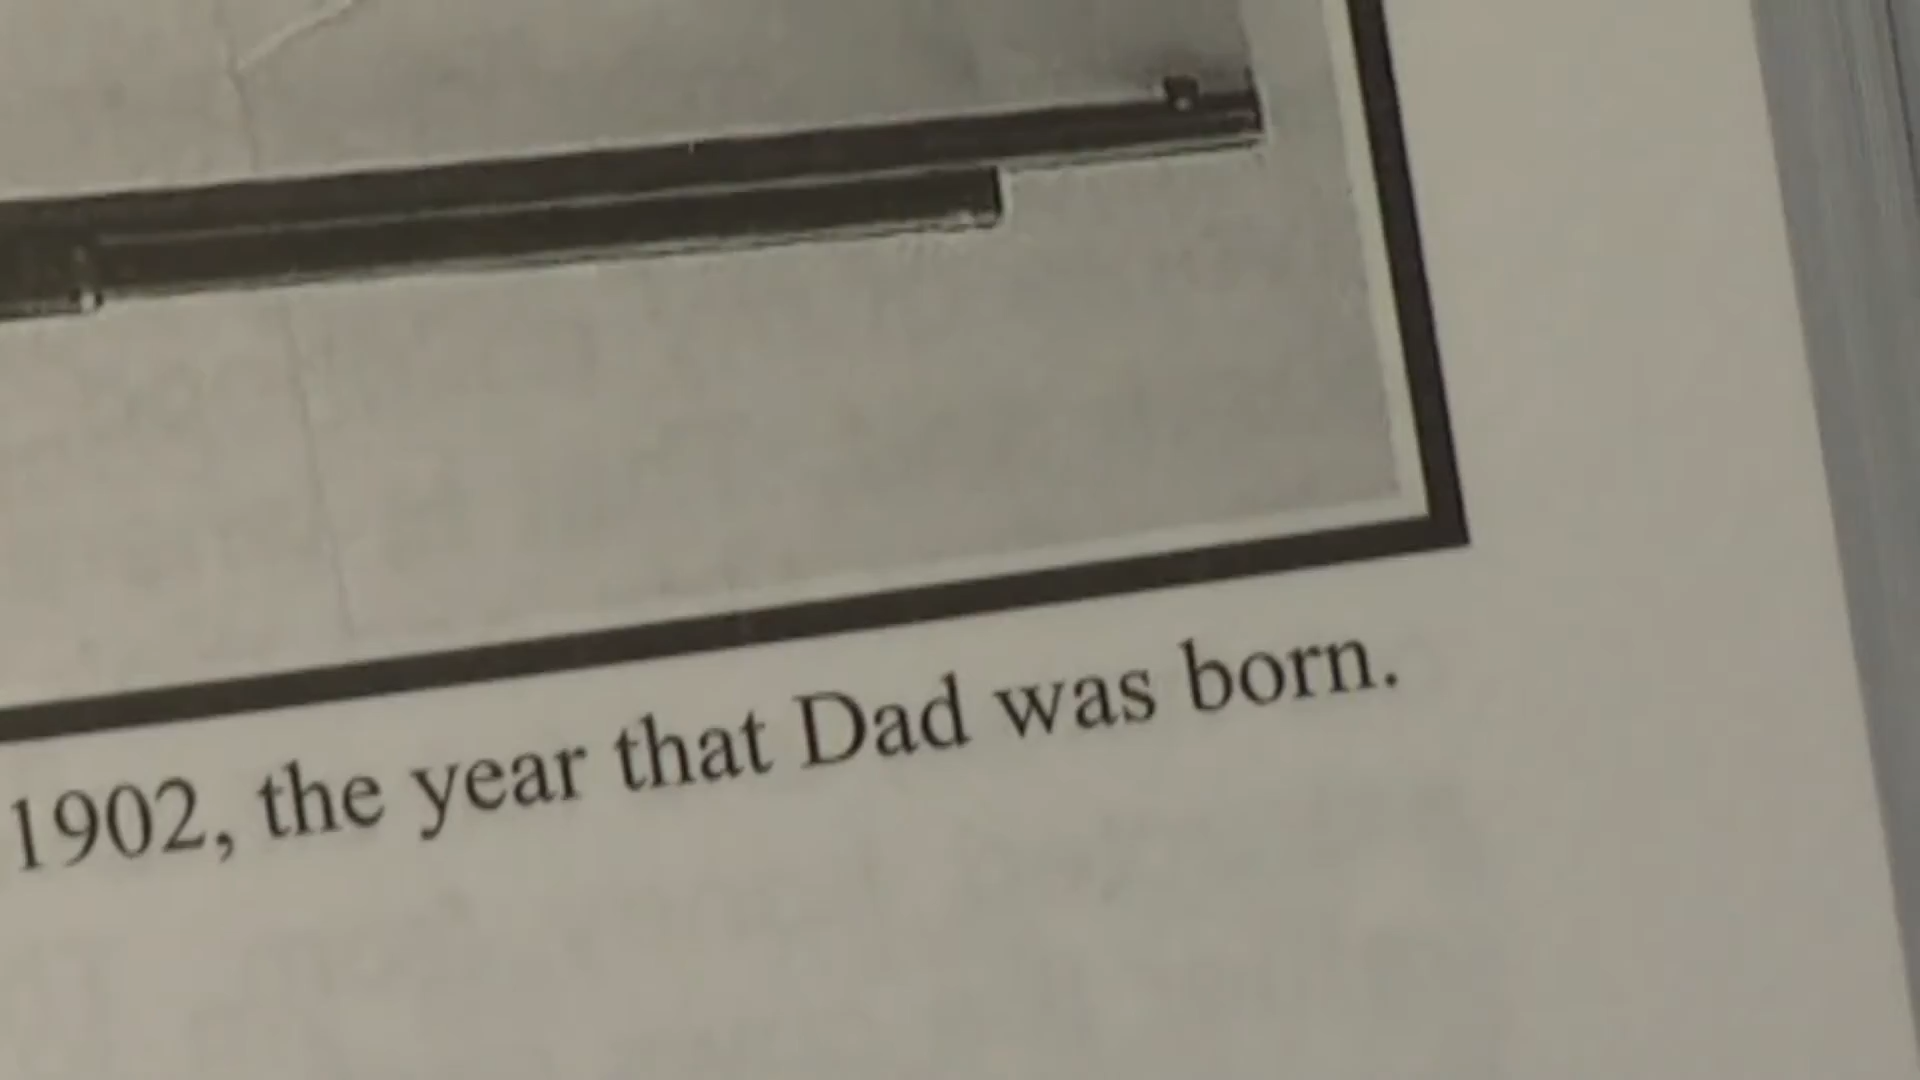 1902, the year that Dad was born.